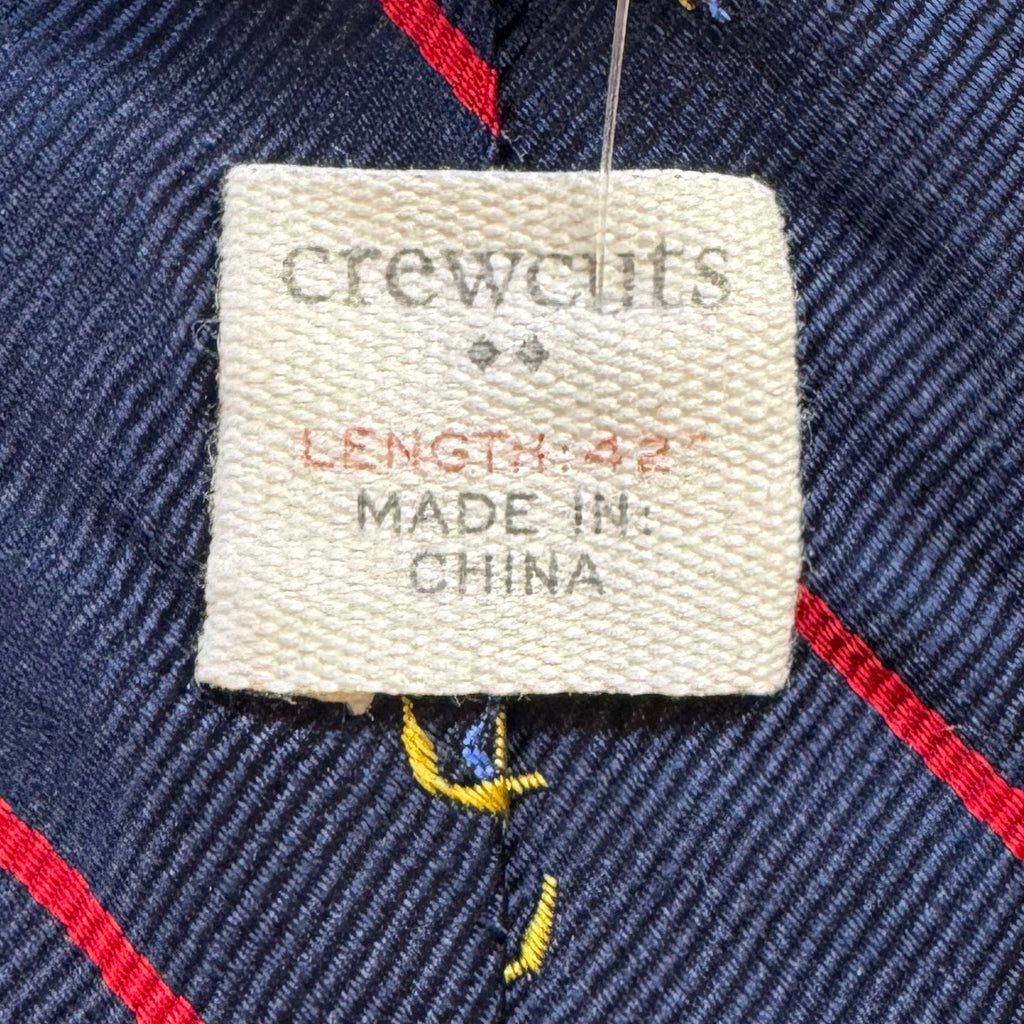 crewcuts
LENGTH: 42"
MADE IN:
CHINA